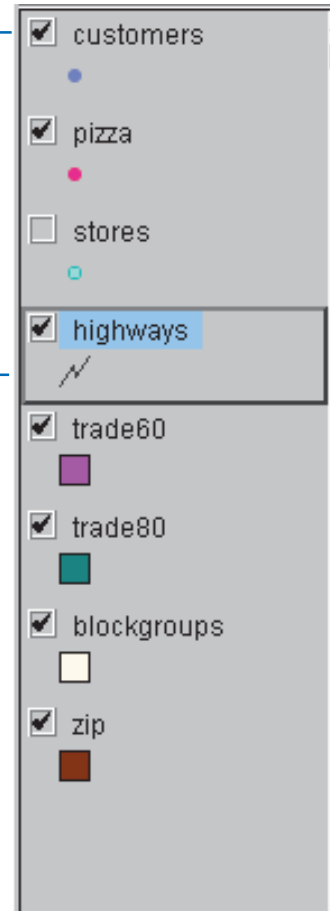 customers
pizza
stores
highways
trade60
trade80
blockgroups
zip